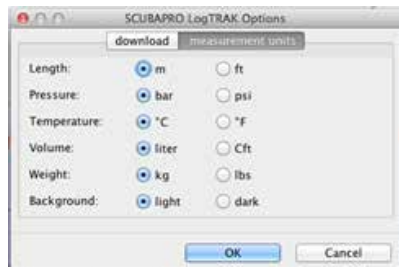 SCUBAPRO LogTRAK Options
download measurement units
Length: m ft
Pressure: bar psi
Temperature: °C °F
Volume: liter Cft
Weight: kg lbs
Background: light dark
OK Cancel